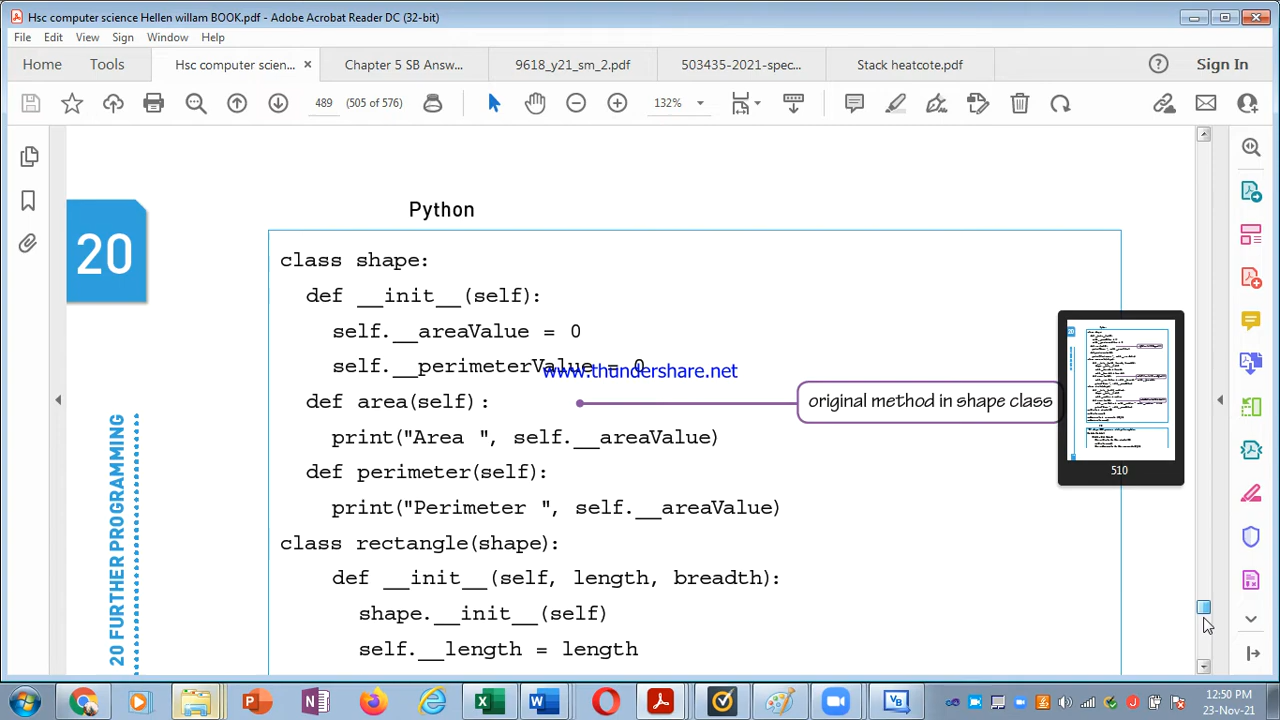 Hsc computer science Hellen willam BOOK.pdf - Adobe Acrobat Reader DC (32-bit)
File Edit View Sign Window Help
Home Tools Hsc computer scien... × Chapter 5 SB Answ... 9618_y21_sm_2.pdf 503435-2021-spec... Stack heatcote.pdf Sign In
489 (505 of 576) 132%
Python
20
class shape:
def __init__(self):
self.__areaValue = 0
self.__perimeterValue = 0
www.thundershare.net
def area(self):
original method in shape class
print("Area ", self.__areaValue)
def perimeter(self):
510
print("Perimeter ", self.__areaValue)
class rectangle(shape):
def __init__(self, length, breadth):
shape.__init__(self)
self.__length = length
20 FURTHER PROGRAMMING
12:50 PM
23-Nov-21